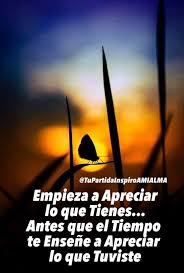 @TuPartidaInspiroAMIALMA
Empieza a Apreciar
lo que Tienes...
Antes que el Tiempo
te Enseñe a Apreciar
lo que Tuviste